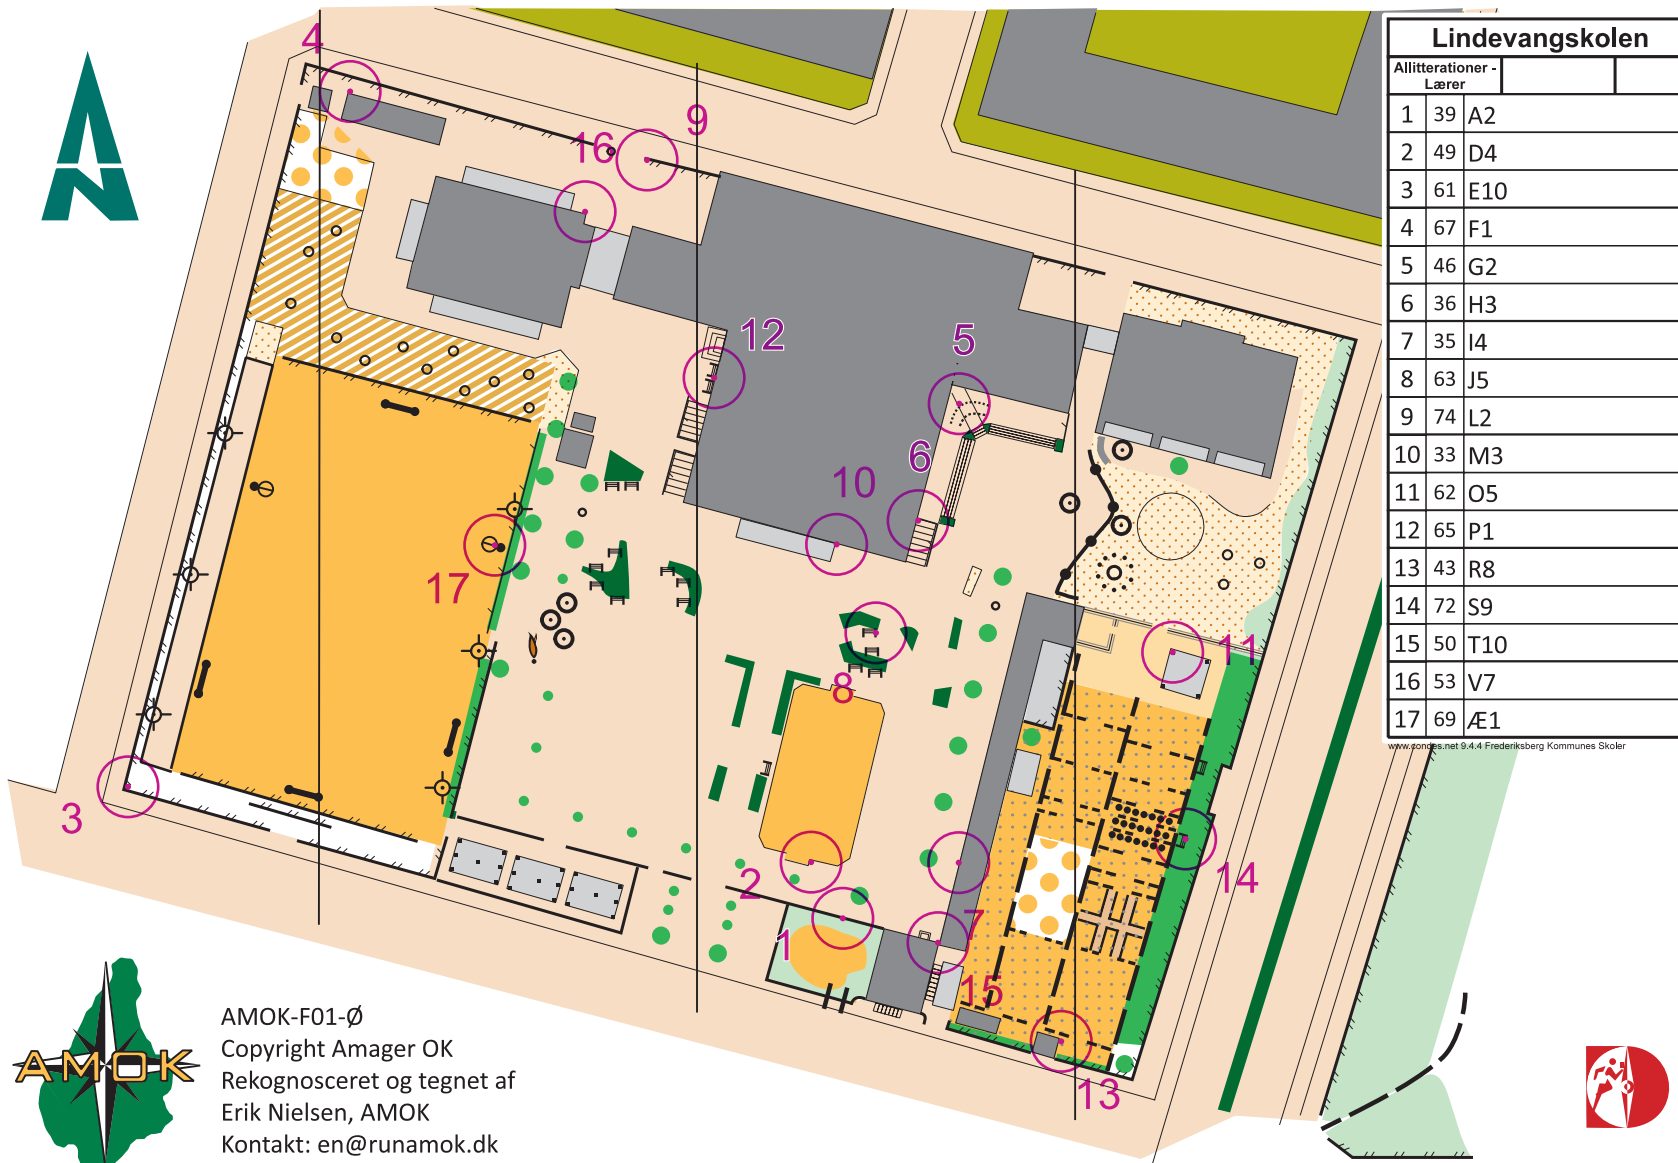 Lindevangskolen
Allitterationer -
Lærer
1 39 A2
2 49 D4
3 61 E10
4 67 F1
5 46 G2
6 36 H3
7 35 I4
8 63 J5
9 74 L2
10 33 M3
11 62 O5
12 65 P1
13 43 R8
14 72 S9
15 50 T10
16 53 V7
17 69 Æ1
www.condes.net 9.4.4 Frederiksberg Kommunes Skoler
4
9
16
12
5
6
10
17
11
8
3
2
14
7
1
15
13
AMOK
AMOK-F01-Ø
Copyright Amager OK
Rekognosceret og tegnet af
Erik Nielsen, AMOK
Kontakt: en@runamok.dk